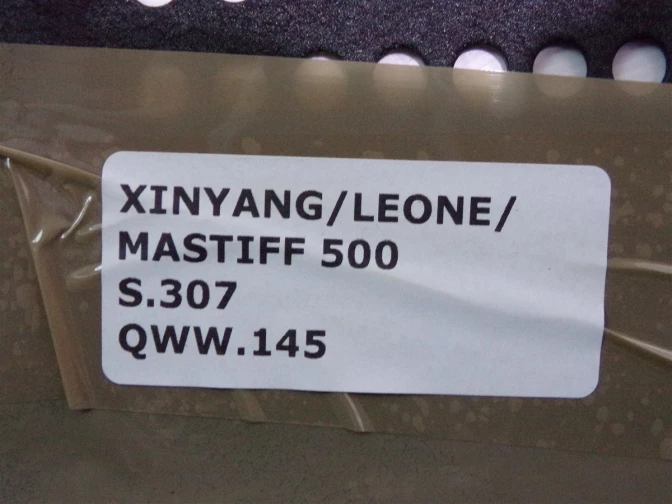 XINYANG/LEONE/
MASTIFF 500
S.307
QWW.145